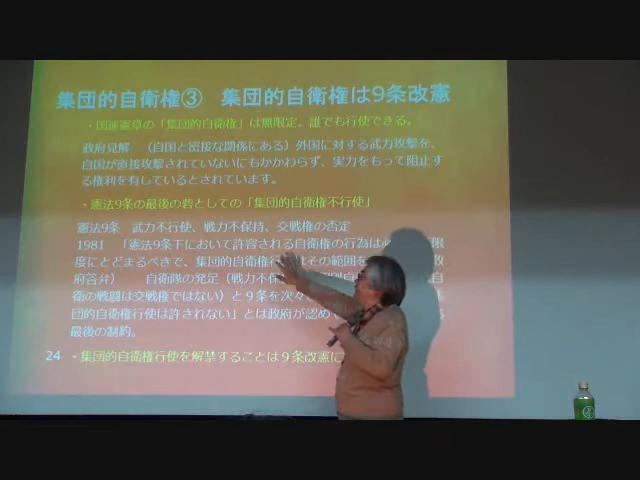 集団的自衛権③　集団的自衛権は9条改憲
・国連憲章の「集団的自衛権」は無限定。誰でも行使できる。
政府見解　（自国と密接な関係にある）外国に対する武力攻撃を、
自国が直接攻撃されていないにもかかわらず、実力をもって阻止す
る権利を有しているとされています。
・憲法9条の最後の砦としての「集団的自衛権不行使」
憲法9条　武力不行使、戦力不保持、交戦権の否定
1981　「憲法9条下において許容される自衛権の行為は必 限
度にとどまるべきで、集団的自衛権行 はその範囲を
府答弁）　自衛隊の発足（戦力不保
衛の戦闘は交戦権ではない）と９条を次々
団的自衛権行使は許されない」とは政府が認め
最後の制約。
24　・集団的自衛権行使を解禁することは９条改憲に